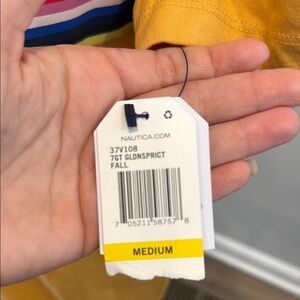 NAUTICA.COM
37V108
7GT GLDNSPRICT
FALL
7 05211 58757 8
MEDIUM